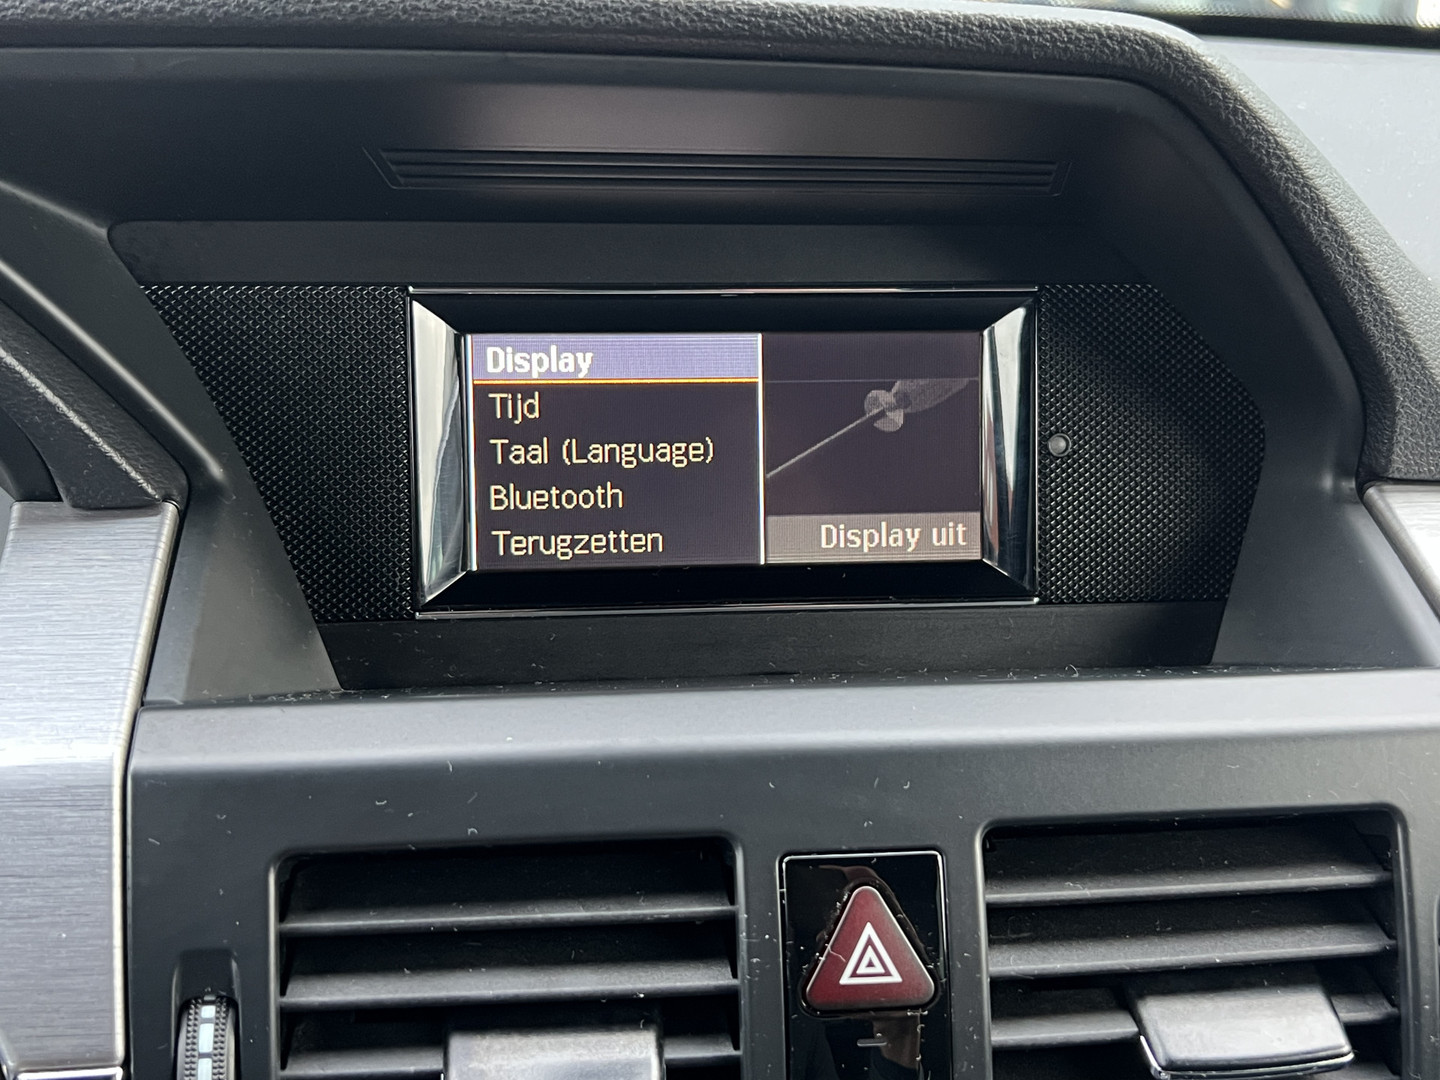 Display
Tijd
Taal (Language)
Bluetooth
Terugzetten
Display uit